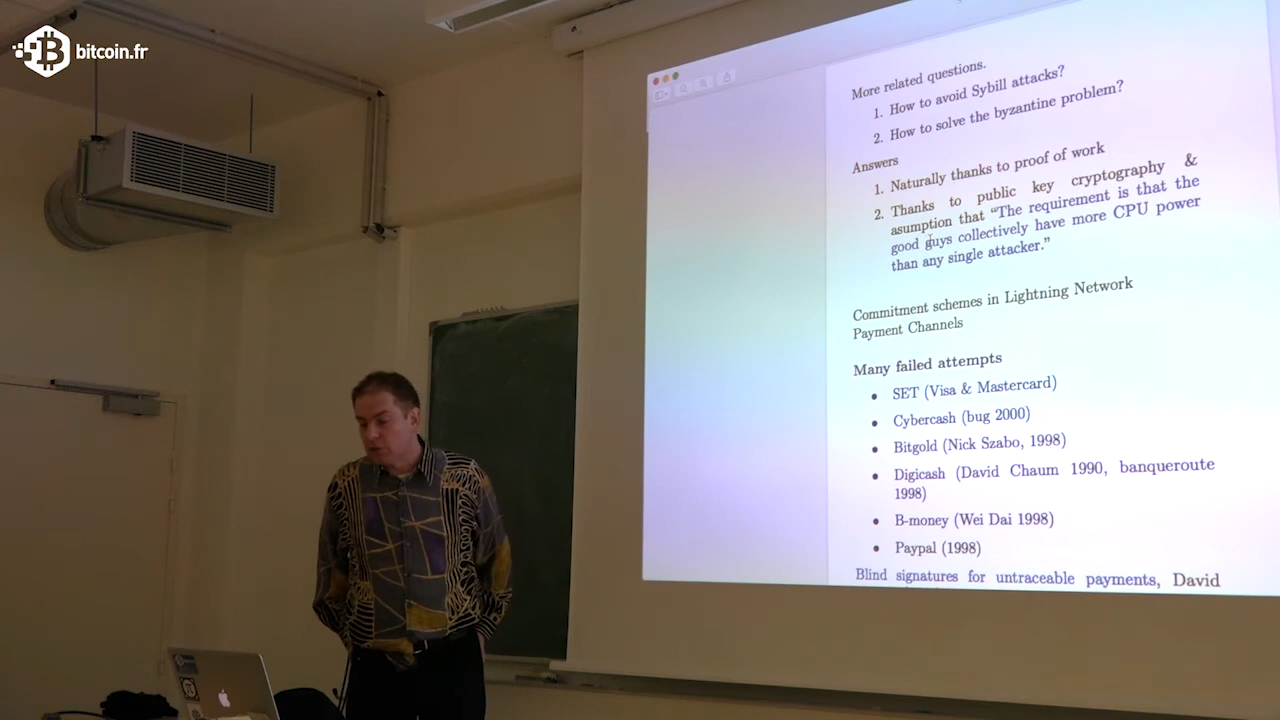 bitcoin.fr
More related questions.
1. How to avoid Sybill attacks?
2. How to solve the byzantine problem?
Answers
1. Naturally thanks to proof of work
2. Thanks to public key cryptography &
asumption that “The requirement is that the
good guys collectively have more CPU power
than any single attacker.”
Commitment schemes in Lightning Network
Payment Channels
Many failed attempts
• SET (Visa & Mastercard)
• Cybercash (bug 2000)
• Bitgold (Nick Szabo, 1998)
• Digicash (David Chaum 1990, banqueroute
1998)
• B-money (Wei Dai 1998)
• Paypal (1998)
Blind signatures for untraceable payments, David